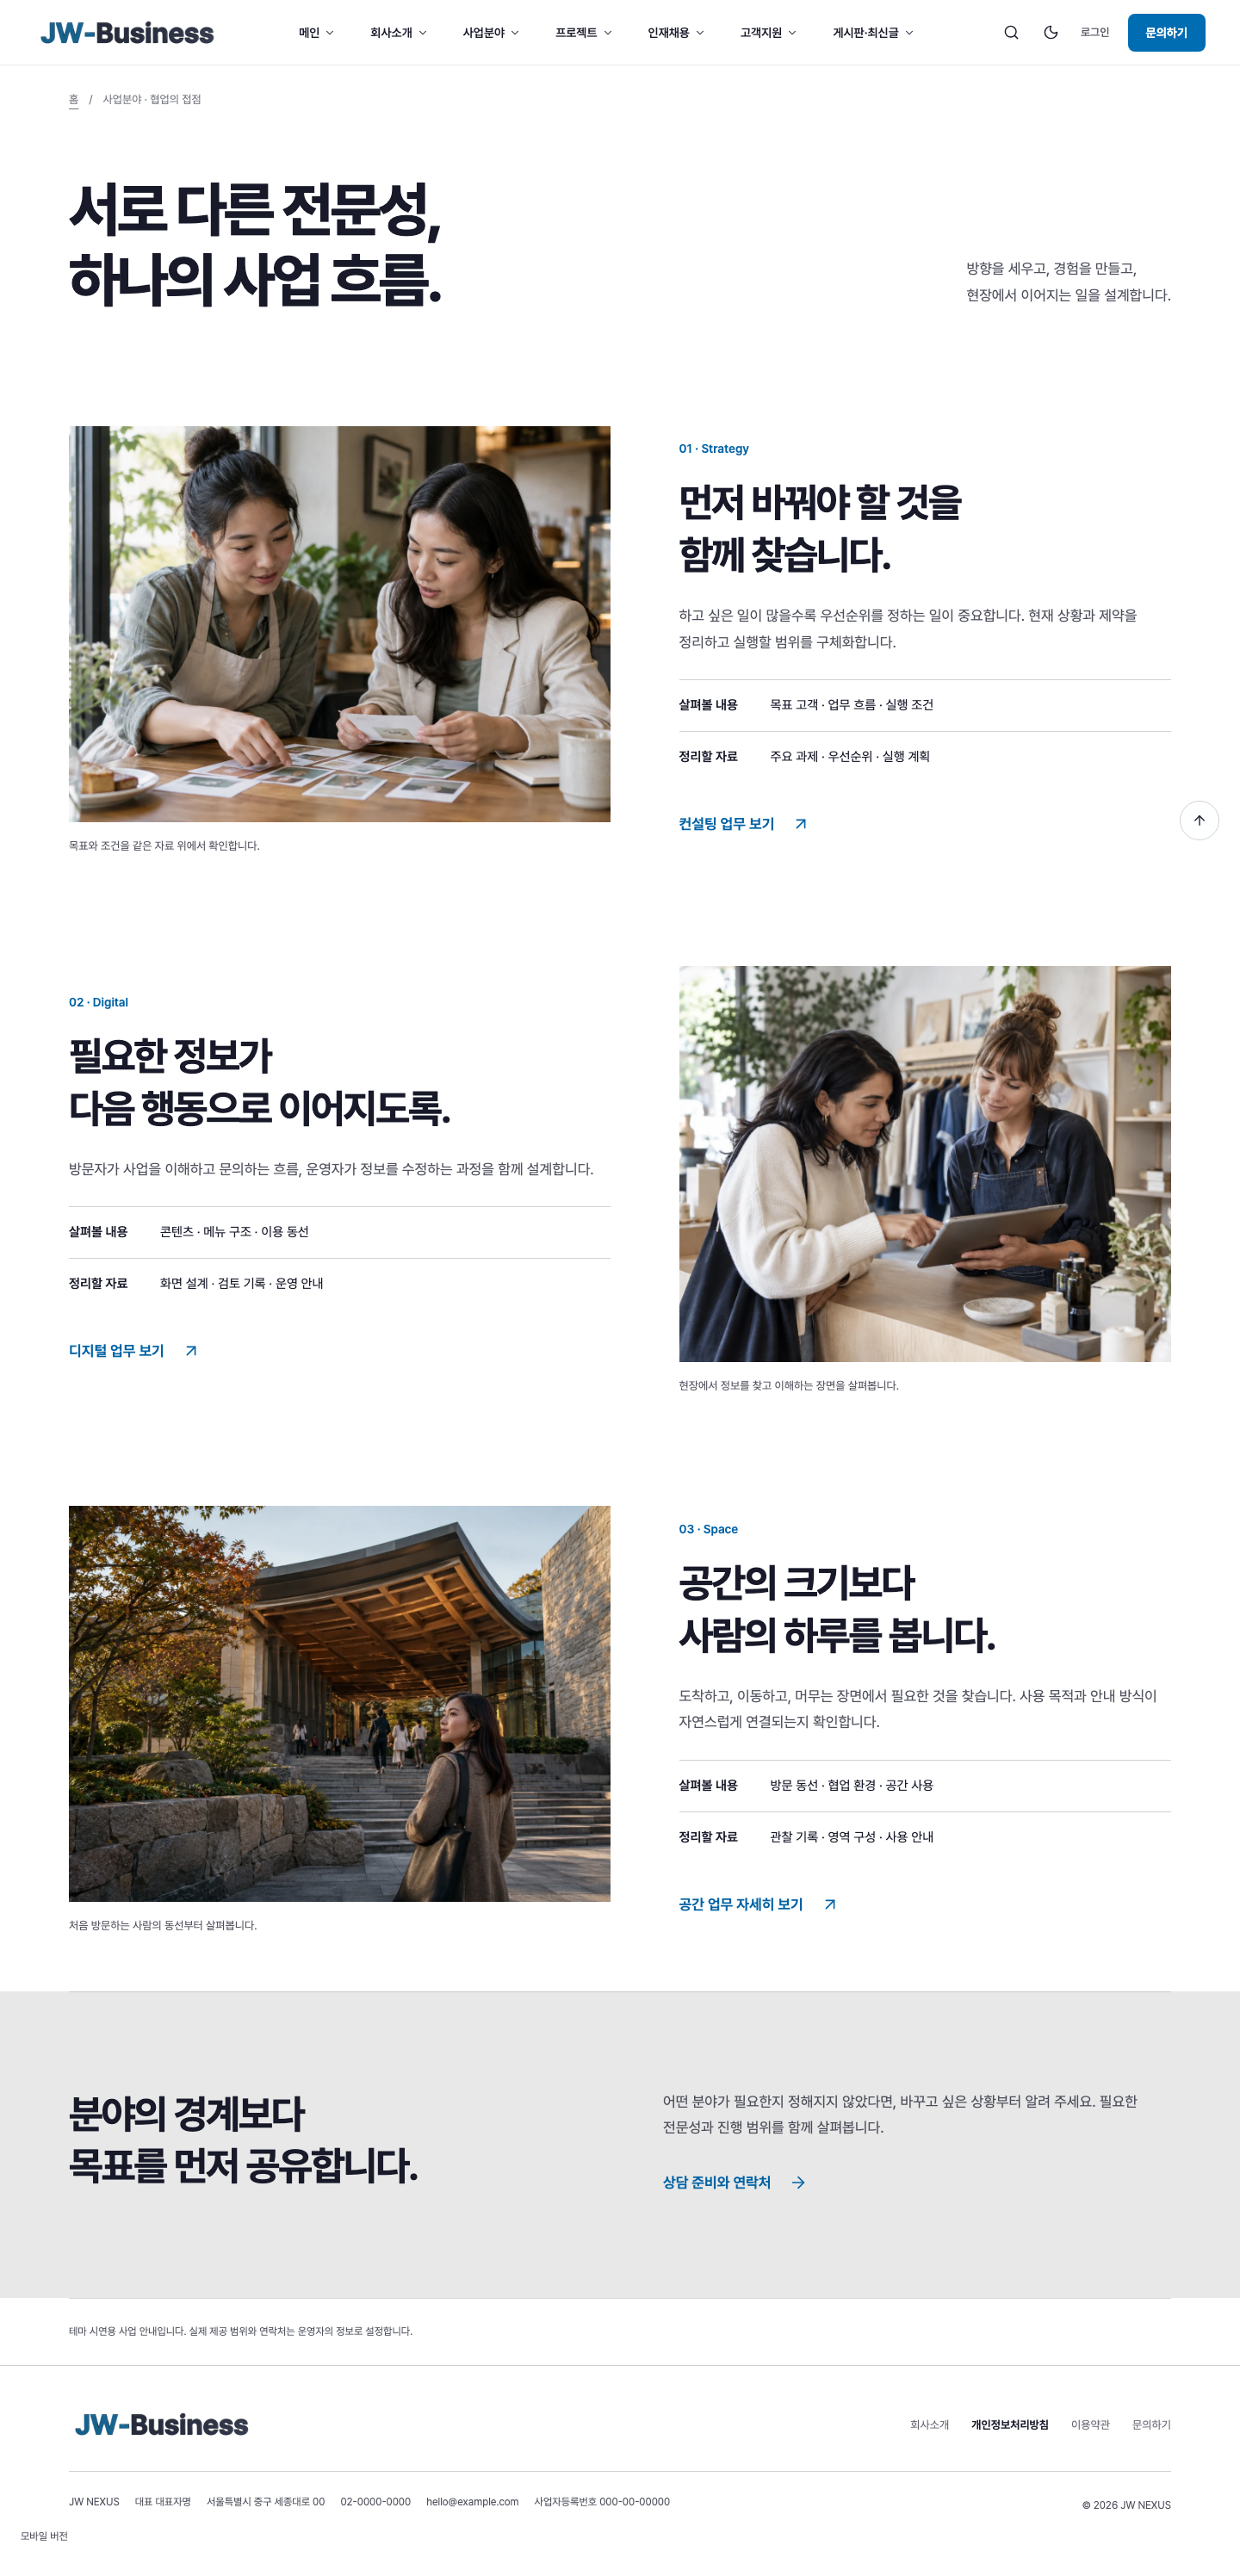 JW-Business
메인
회사소개
사업분야
프로젝트
인재채용
고객지원
게시판·최신글
로그인
문의하기
홈 / 사업분야 · 협업의 접점
서로 다른 전문성,
하나의 사업 흐름.
방향을 세우고, 경험을 만들고,
현장에서 이어지는 일을 설계합니다.
01 · Strategy
먼저 바꿔야 할 것을
함께 찾습니다.
하고 싶은 일이 많을수록 우선순위를 정하는 일이 중요합니다. 현재 상황과 제약을
정리하고 실행할 범위를 구체화합니다.
살펴볼 내용 목표 고객 · 업무 흐름 · 실행 조건
정리할 자료 주요 과제 · 우선순위 · 실행 계획
컨설팅 업무 보기
목표와 조건을 같은 자료 위에서 확인합니다.
02 · Digital
필요한 정보가
다음 행동으로 이어지도록.
방문자가 사업을 이해하고 문의하는 흐름, 운영자가 정보를 수정하는 과정을 함께 설계합니다.
살펴볼 내용 콘텐츠 · 메뉴 구조 · 이용 동선
정리할 자료 화면 설계 · 검토 기록 · 운영 안내
디지털 업무 보기
현장에서 정보를 찾고 이해하는 장면을 살펴봅니다.
03 · Space
공간의 크기보다
사람의 하루를 봅니다.
도착하고, 이동하고, 머무는 장면에서 필요한 것을 찾습니다. 사용 목적과 안내 방식이
자연스럽게 연결되는지 확인합니다.
살펴볼 내용 방문 동선 · 협업 환경 · 공간 사용
정리할 자료 관찰 기록 · 영역 구성 · 사용 안내
공간 업무 자세히 보기
처음 방문하는 사람의 동선부터 살펴봅니다.
분야의 경계보다
목표를 먼저 공유합니다.
어떤 분야가 필요한지 정해지지 않았다면, 바꾸고 싶은 상황부터 알려 주세요. 필요한
전문성과 진행 범위를 함께 살펴봅니다.
상담 준비와 연락처
테마 시연용 사업 안내입니다. 실제 제공 범위와 연락처는 운영자의 정보로 설정합니다.
JW-Business
회사소개
개인정보처리방침
이용약관
문의하기
JW NEXUS 대표 대표자명 서울특별시 중구 세종대로 00 02-0000-0000 hello@example.com 사업자등록번호 000-00-00000
© 2026 JW NEXUS
모바일 버전